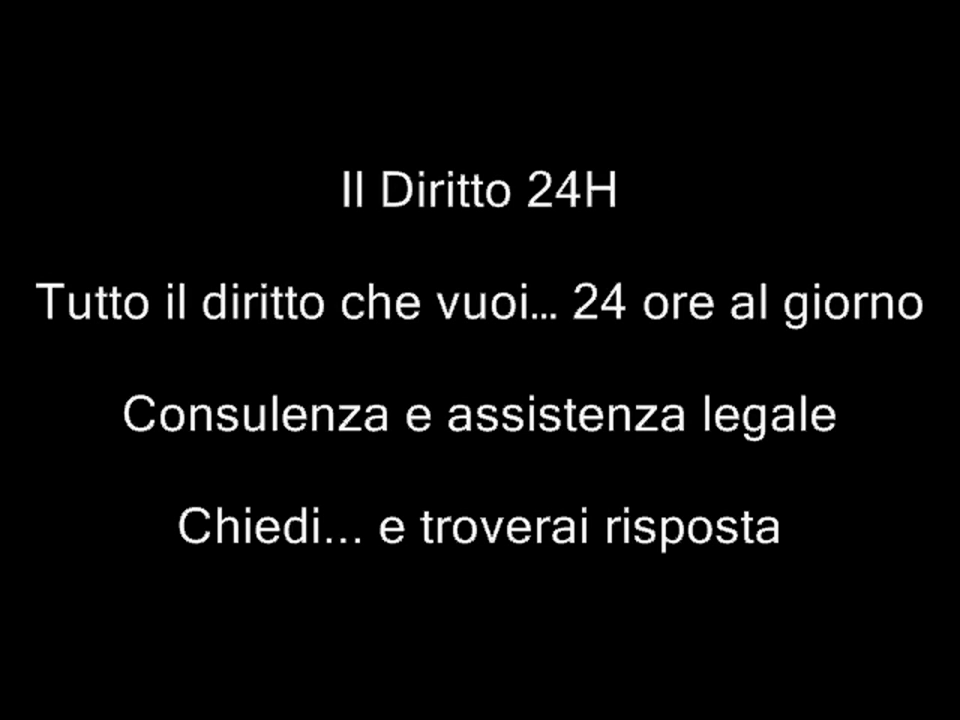 Il Diritto 24H
Tutto il diritto che vuoi... 24 ore al giorno
Consulenza e assistenza legale
Chiedi... e troverai risposta